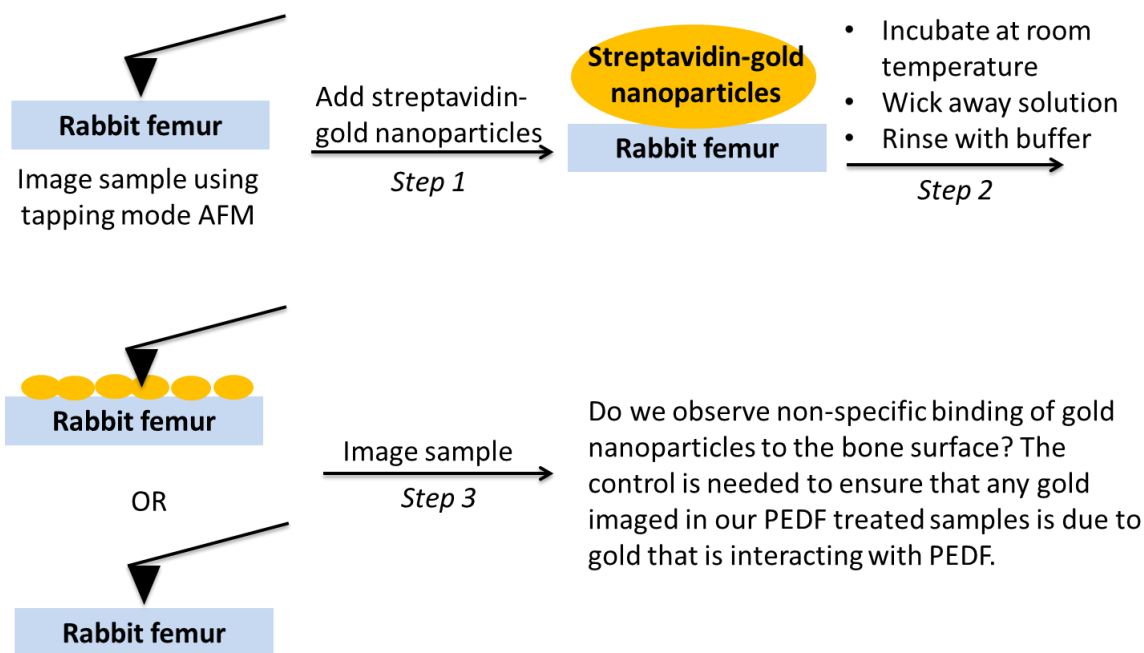 Rabbit femur
Image sample using
tapping mode AFM
Add streptavidin-
gold nanoparticles
Step 1
Streptavidin-gold
nanoparticles
Rabbit femur
• Incubate at room
temperature
• Wick away solution
• Rinse with buffer
Step 2
Rabbit femur
OR
Rabbit femur
Image sample
Step 3
Do we observe non-specific binding of gold
nanoparticles to the bone surface? The
control is needed to ensure that any gold
imaged in our PEDF treated samples is due to
gold that is interacting with PEDF.